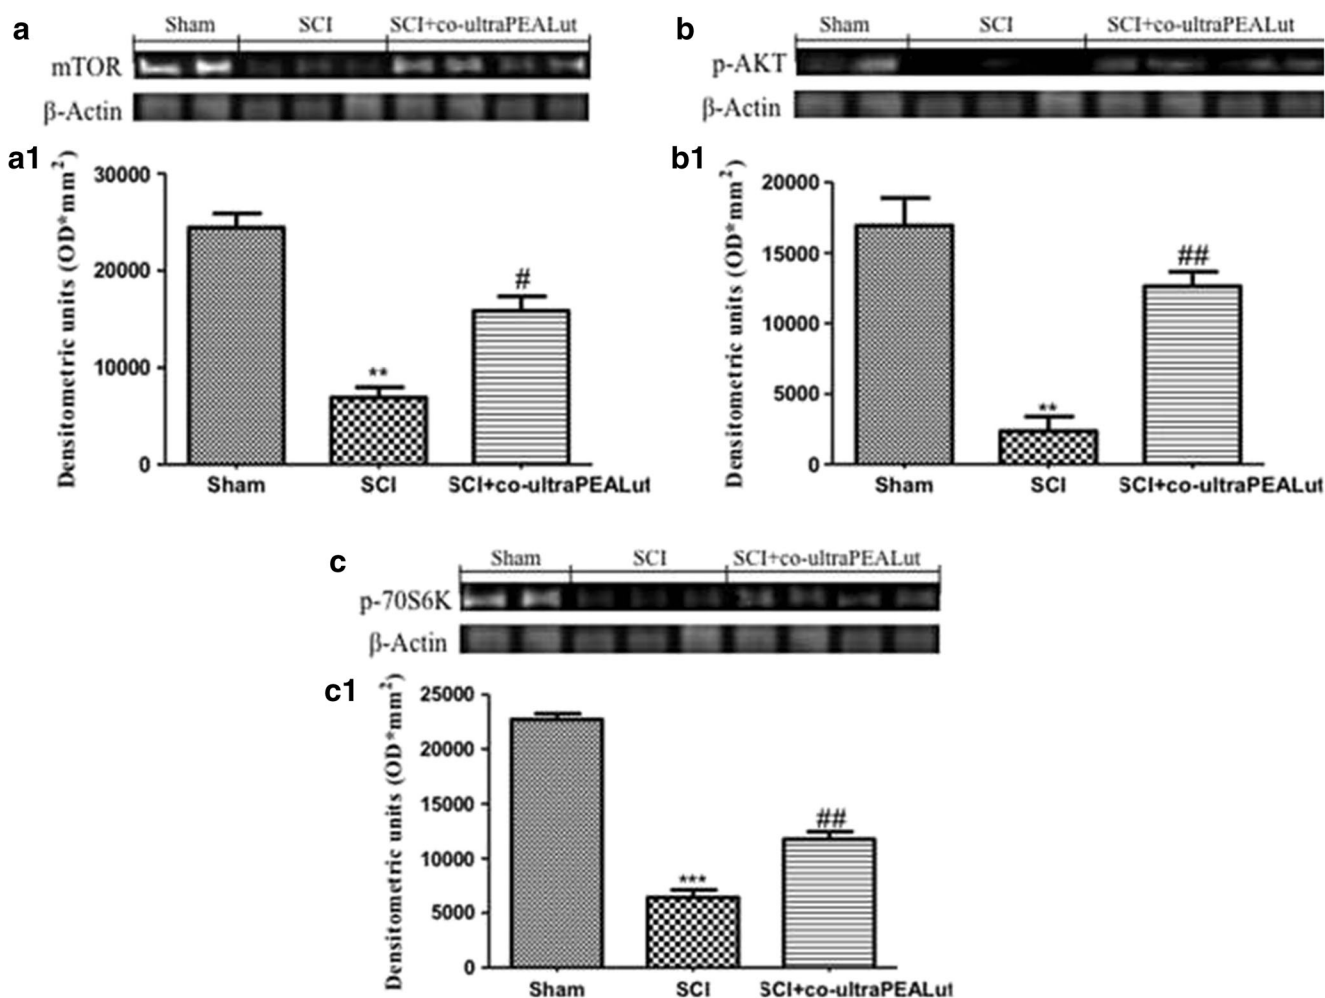 a
Sham SCI SCI+co-ultraPEALut
mTOR
β-Actin
a1
Densitometric units (OD*mm²)
30000
20000
10000
0
**
#
Sham SCI SCI+co-ultraPEALut
b
Sham SCI SCI+co-ultraPEALut
p-AKT
β-Actin
b1
Densitometric units (OD*mm²)
20000
15000
10000
5000
0
**
##
Sham SCI SCI+co-ultraPEALut
c
Sham SCI SCI+co-ultraPEALut
p-70S6K
β-Actin
c1
Densitometric units (OD*mm²)
25000
20000
15000
10000
5000
0
***
##
Sham SCI SCI+co-ultraPEALut